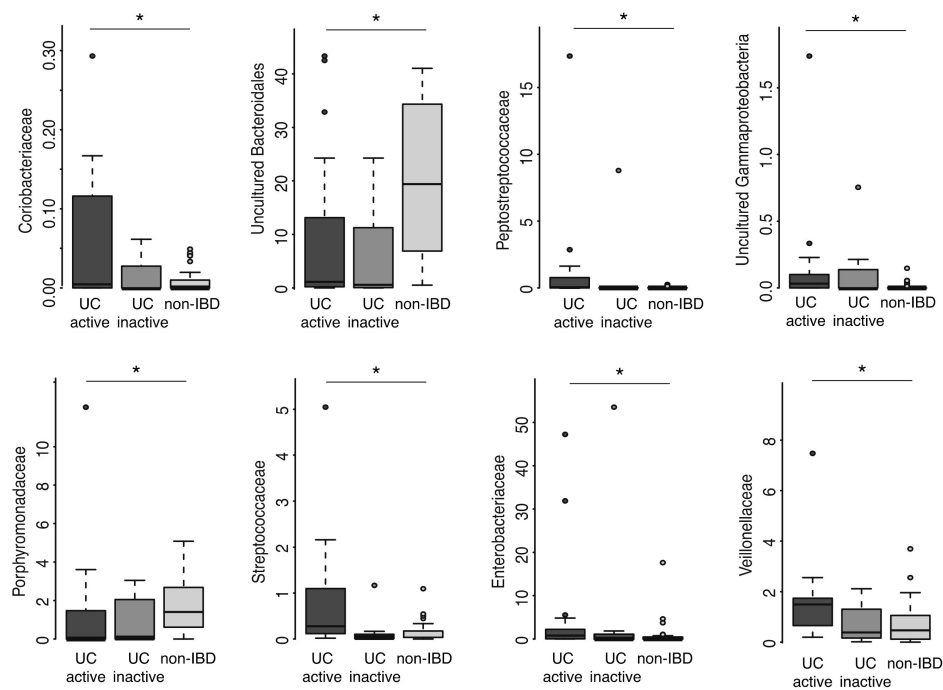 *
*
*
*
Coriobacteriaceae
0.00
0.10
0.20
0.30
UC active
UC inactive
non-IBD
Uncultured Bacteroidales
0
10
20
30
40
UC active
UC inactive
non-IBD
Peptostreptococcaceae
0
5
10
15
UC active
UC inactive
non-IBD
Uncultured Gammaproteobacteria
0.0
0.5
1.0
1.5
UC active
UC inactive
non-IBD
*
*
*
*
Porphyromonadaceae
0
2
4
6
8
10
UC active
UC inactive
non-IBD
Streptococcaceae
0
1
2
3
4
5
UC active
UC inactive
non-IBD
Enterobacteriaceae
0
10
20
30
40
50
UC active
UC inactive
non-IBD
Veillonellaceae
0
2
4
6
8
UC active
UC inactive
non-IBD